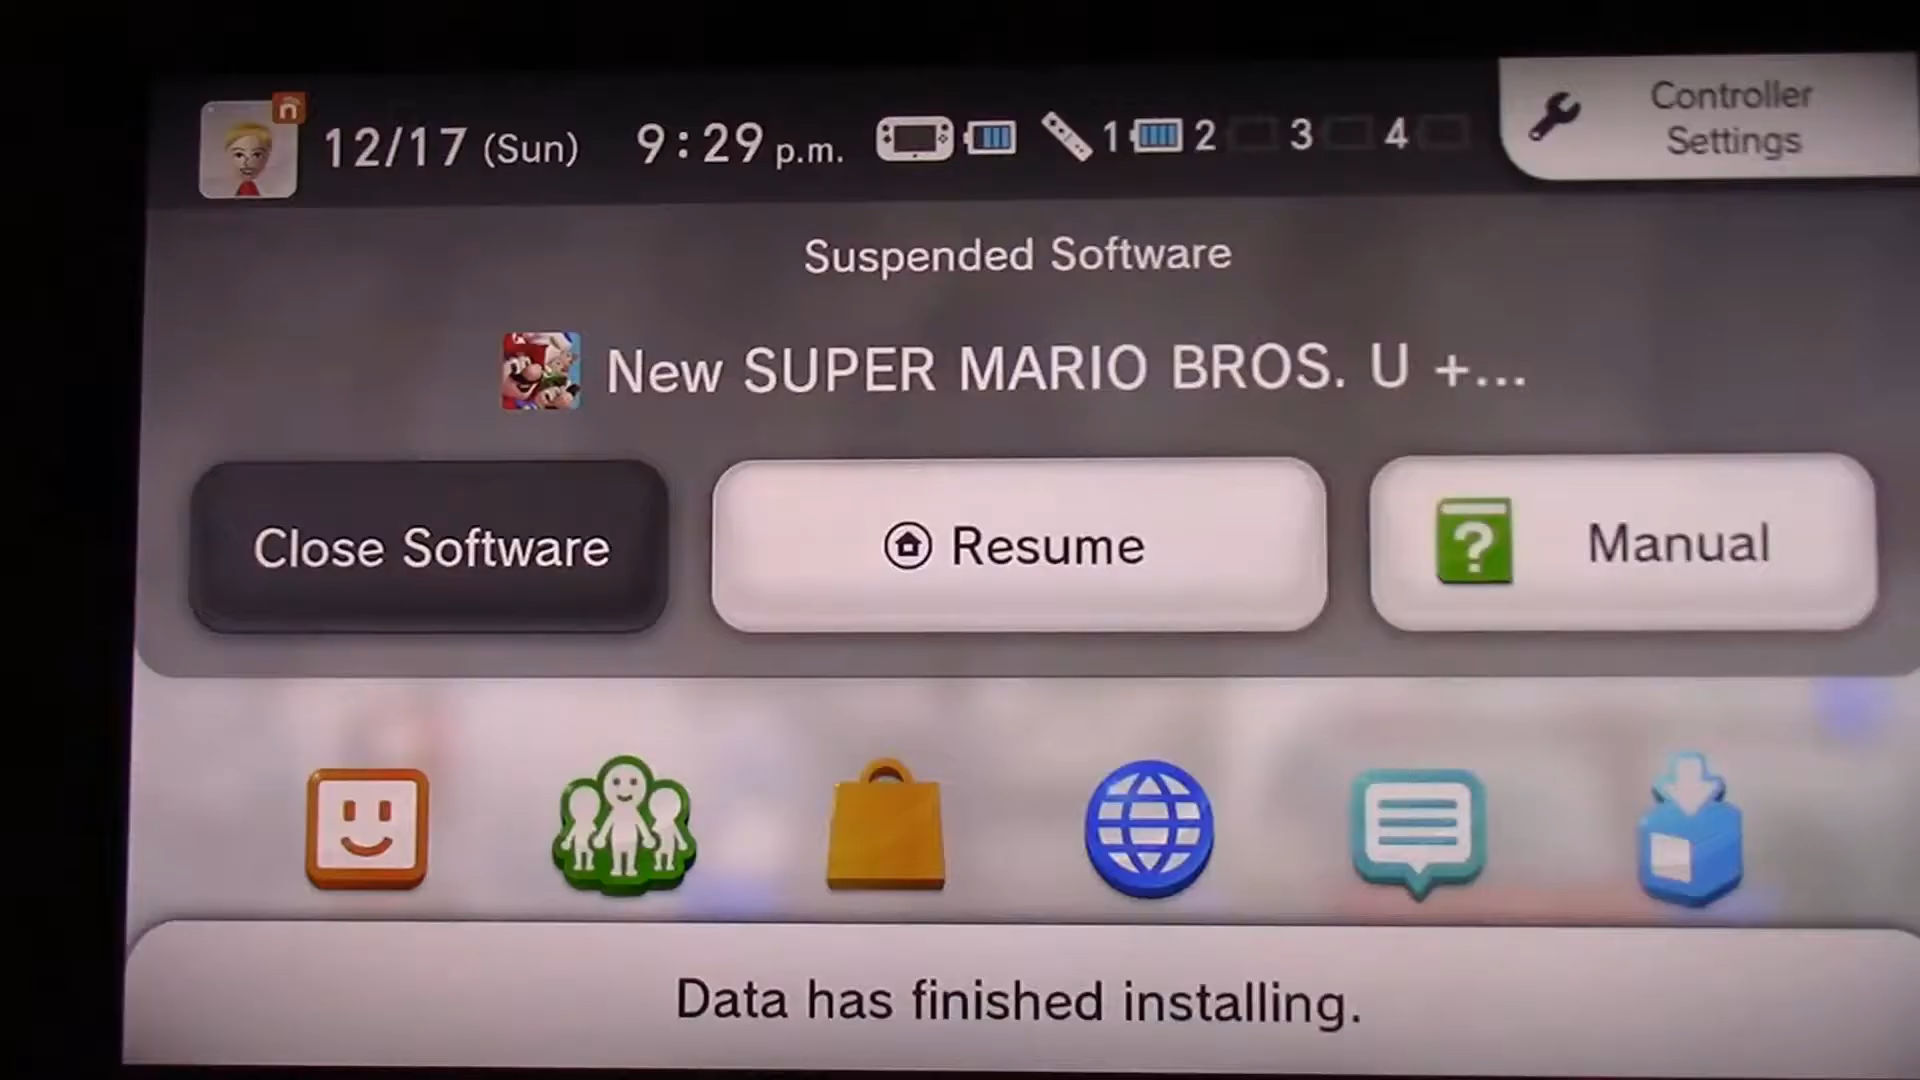 12/17 (Sun) 9:29 p.m. 1 2 3 4
Controller
Settings
Suspended Software
New SUPER MARIO BROS. U +...
Close Software
Resume
? Manual
Data has finished installing.